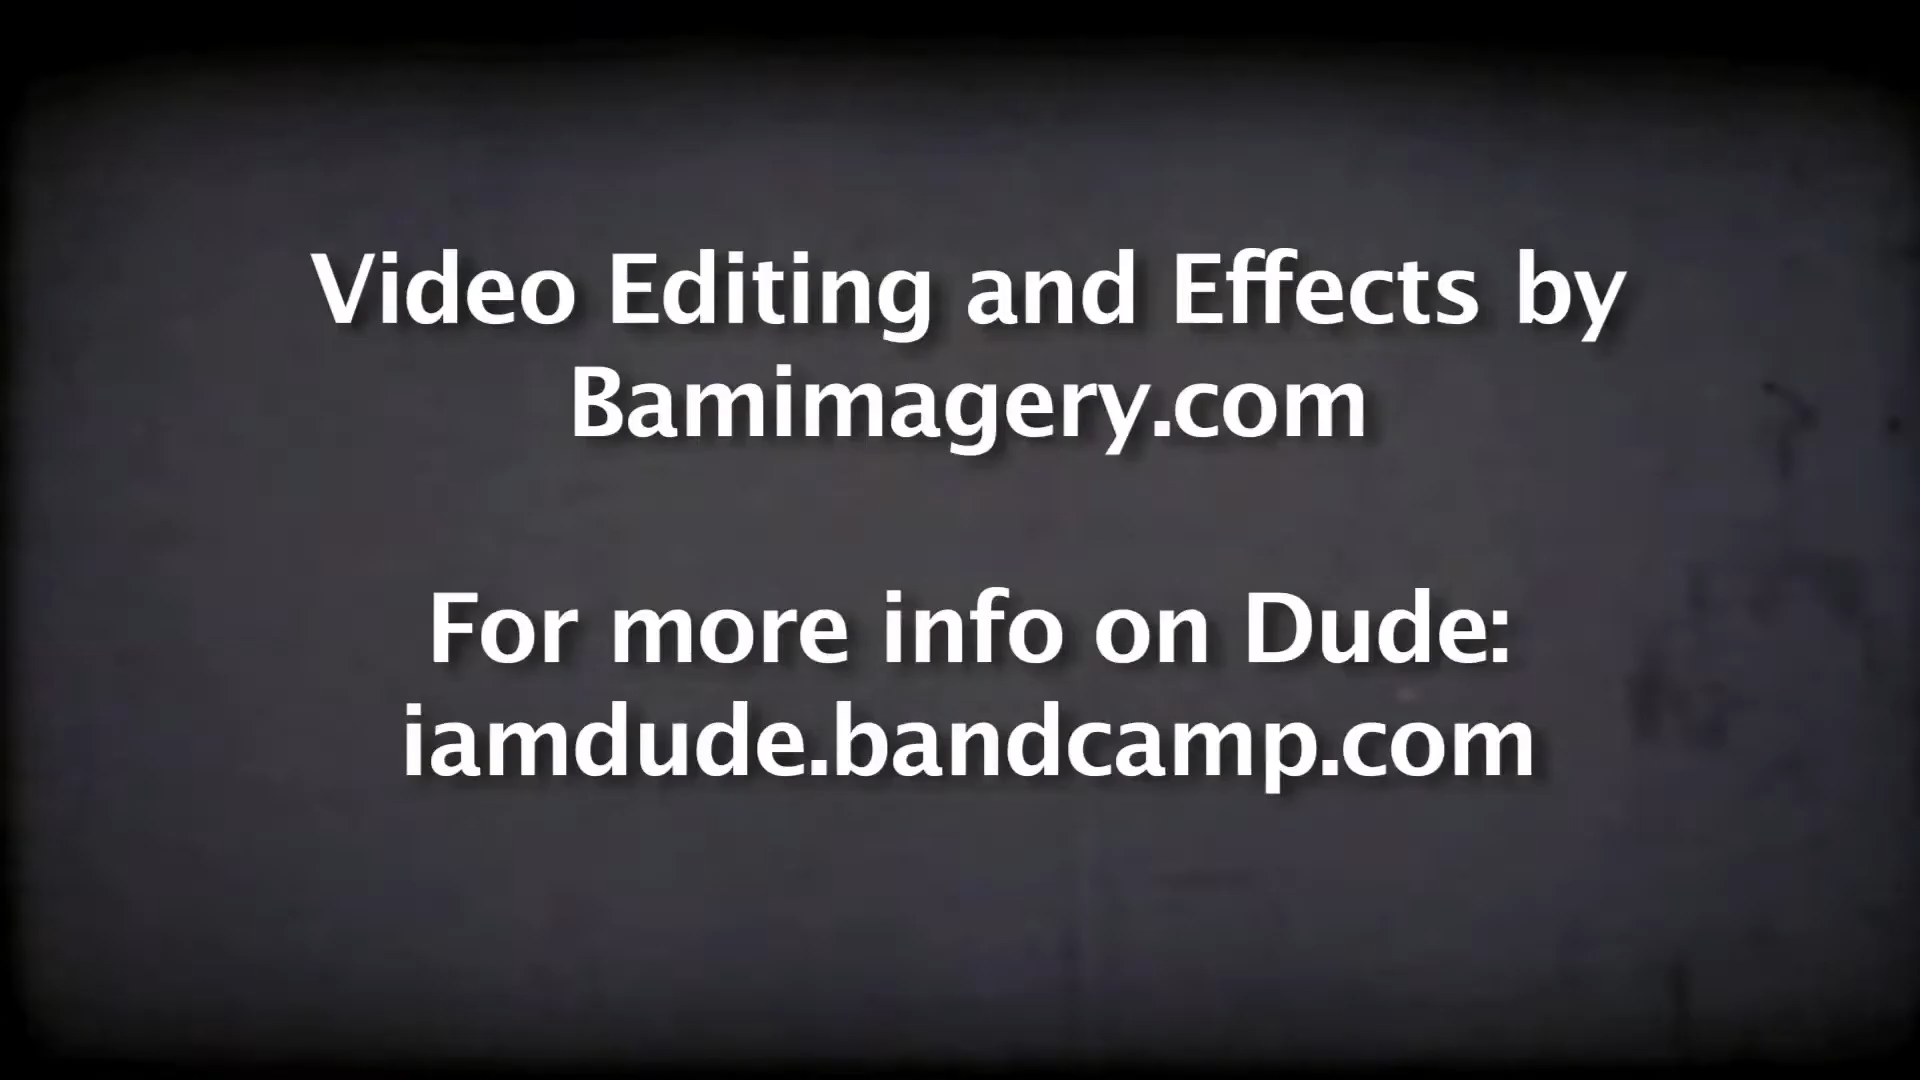 Video Editing and Effects by
Bamimagery.com
For more info on Dude:
iamdude.bandcamp.com